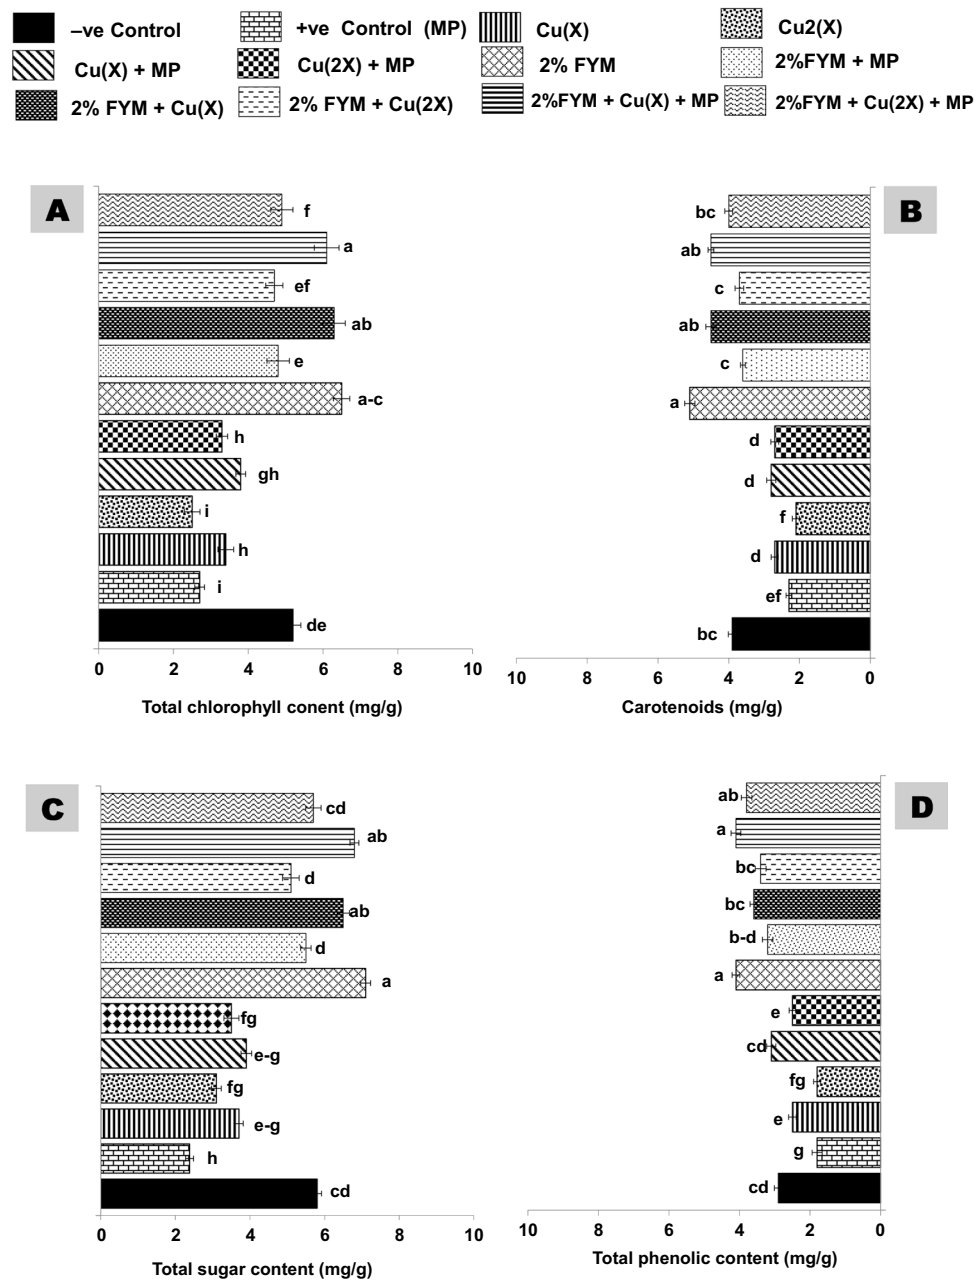 –ve Control
+ve Control (MP)
Cu(X)
Cu2(X)
Cu(X) + MP
Cu(2X) + MP
2% FYM
2%FYM + MP
2% FYM + Cu(X)
2% FYM + Cu(2X)
2%FYM + Cu(X) + MP
2%FYM + Cu(2X) + MP
A
f
a
ef
ab
e
a-c
h
gh
i
h
i
de
0 2 4 6 8 10
Total chlorophyll conent (mg/g)
B
bc
ab
c
ab
c
a
d
d
f
d
ef
bc
10 8 6 4 2 0
Carotenoids (mg/g)
C
cd
ab
d
ab
d
a
fg
e-g
fg
e-g
h
cd
0 2 4 6 8 10
Total sugar content (mg/g)
D
ab
a
bc
bc
b-d
a
e
cd
fg
e
g
cd
10 8 6 4 2 0
Total phenolic content (mg/g)